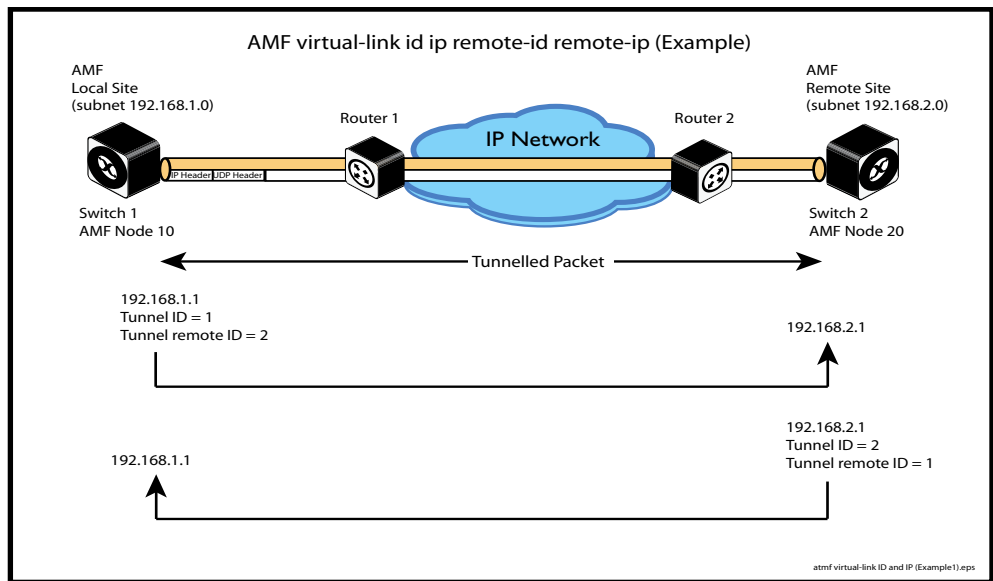 AMF virtual-link id ip remote-id remote-ip (Example)
AMF
Local Site
(subnet 192.168.1.0)
AMF
Remote Site
(subnet 192.168.2.0)
Router 1
IP Network
Router 2
IP Header
UDP Header
Switch 1
AMF Node 10
Switch 2
AMF Node 20
Tunnelled Packet
192.168.1.1
Tunnel ID = 1
Tunnel remote ID = 2
192.168.2.1
192.168.2.1
Tunnel ID = 2
Tunnel remote ID = 1
192.168.1.1
atmf virtual-link ID and IP (Example1).eps